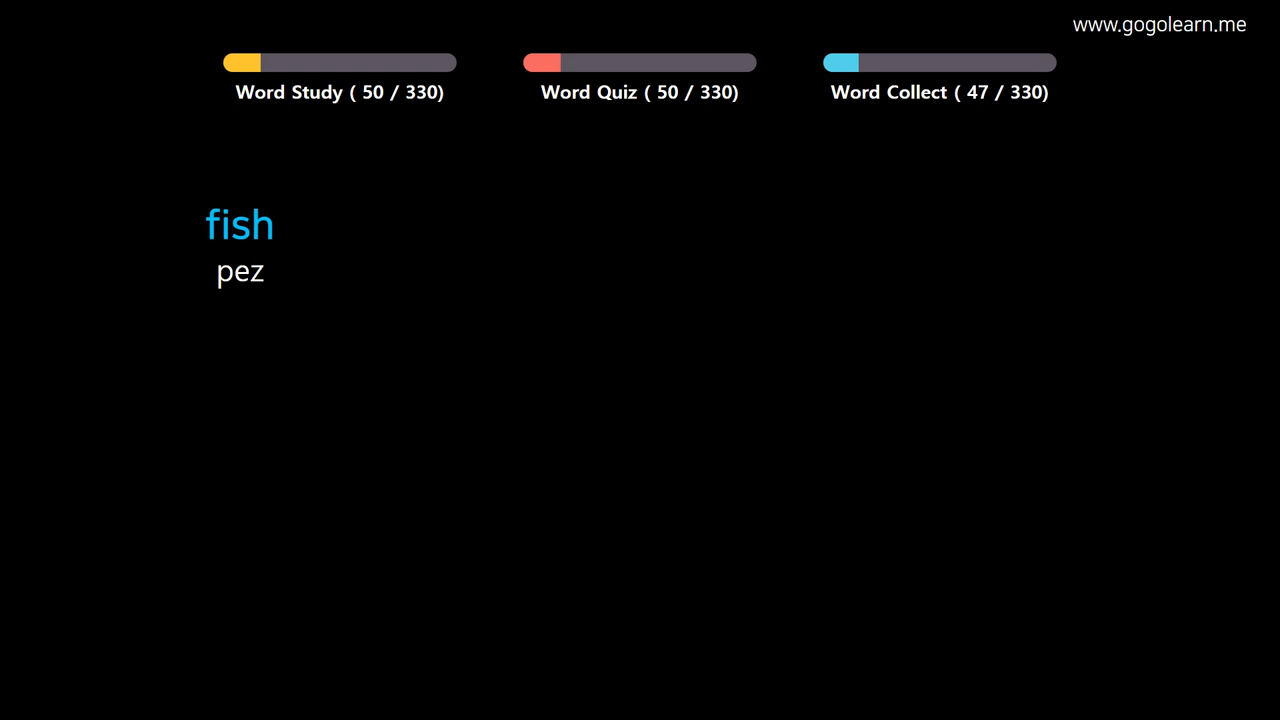 www.gogolearn.me
Word Study ( 50 / 330)
Word Quiz ( 50 / 330)
Word Collect ( 47 / 330)
fish
pez